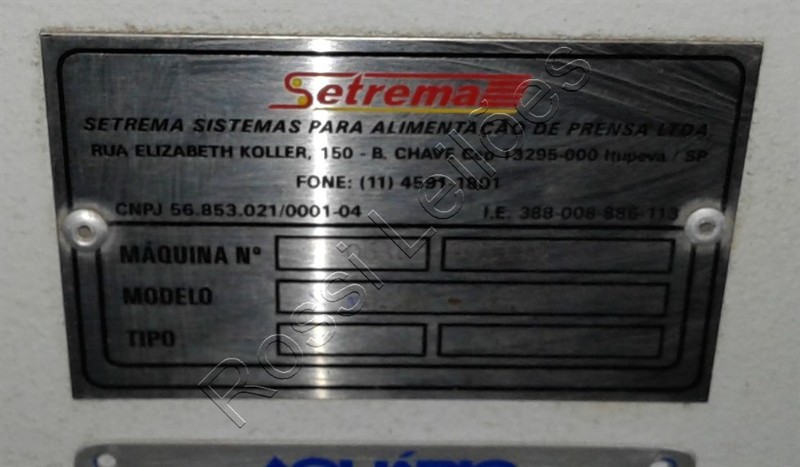 Setrema
SETREMA SISTEMAS PARA ALIMENTAÇÃO DE PRENSA LTDA
RUA ELIZABETH KOLLER, 150 - B. CHAVE Cep 13295-000 Itupeva / SP
FONE: (11) 4591-1801
CNPJ 56.853.021/0001-04 I.E. 388-008-886-113
MÁQUINA Nº
MODELO
TIPO
Rossi Leilões